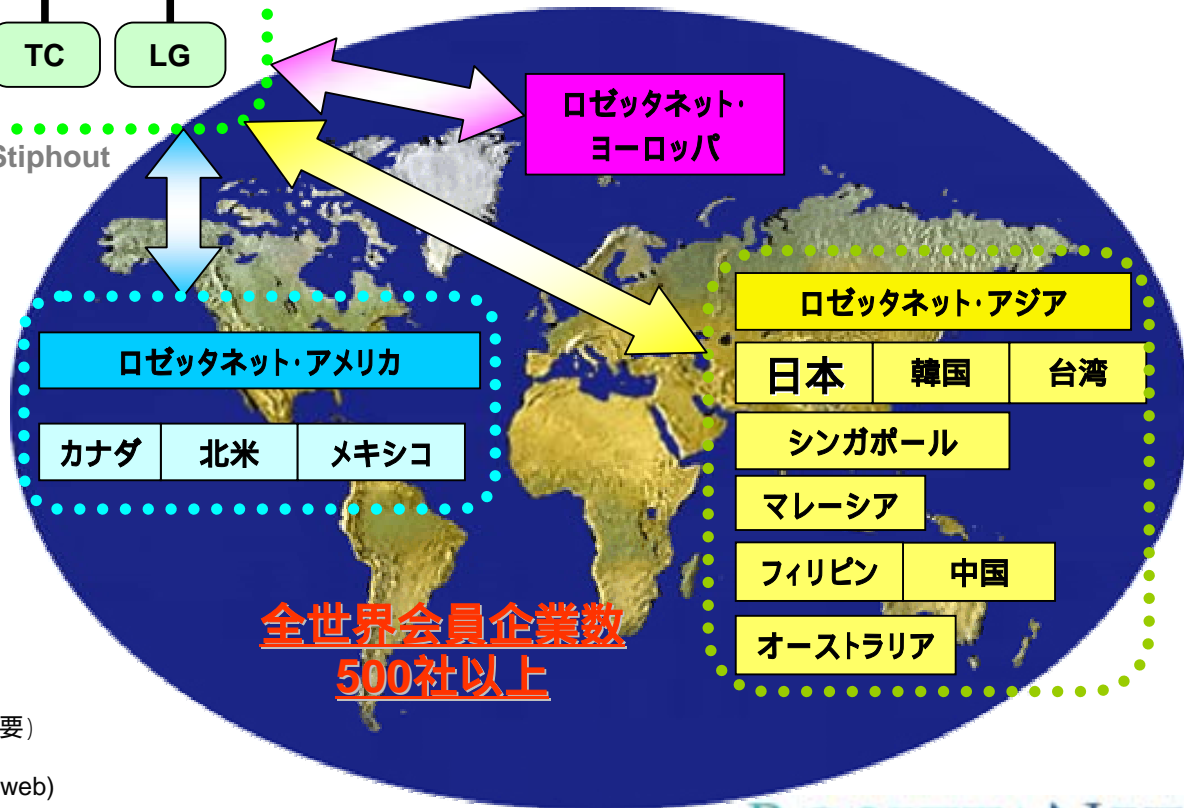 TC
LG
Stiphout
ロゼッタネット・
ヨーロッパ
ロゼッタネット・アメリカ
カナダ
北米
メキシコ
ロゼッタネット・アジア
日本
韓国
台湾
シンガポール
マレーシア
フィリピン
中国
オーストラリア
全世界会員企業数
500社以上
要)
web)